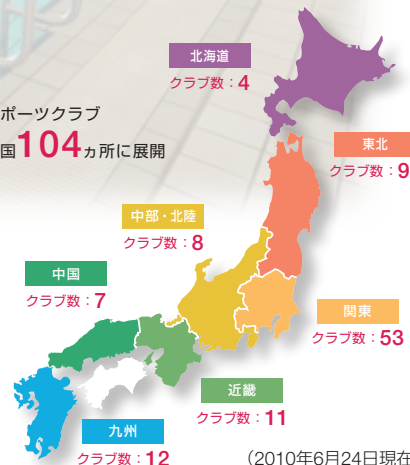 北海道
クラブ数：4
ポーツクラブ
国104ヵ所に展開
東北
クラブ数：9
中部・北陸
クラブ数：8
中国
クラブ数：7
関東
クラブ数：53
近畿
クラブ数：11
九州
クラブ数：12
（2010年6月24日現在